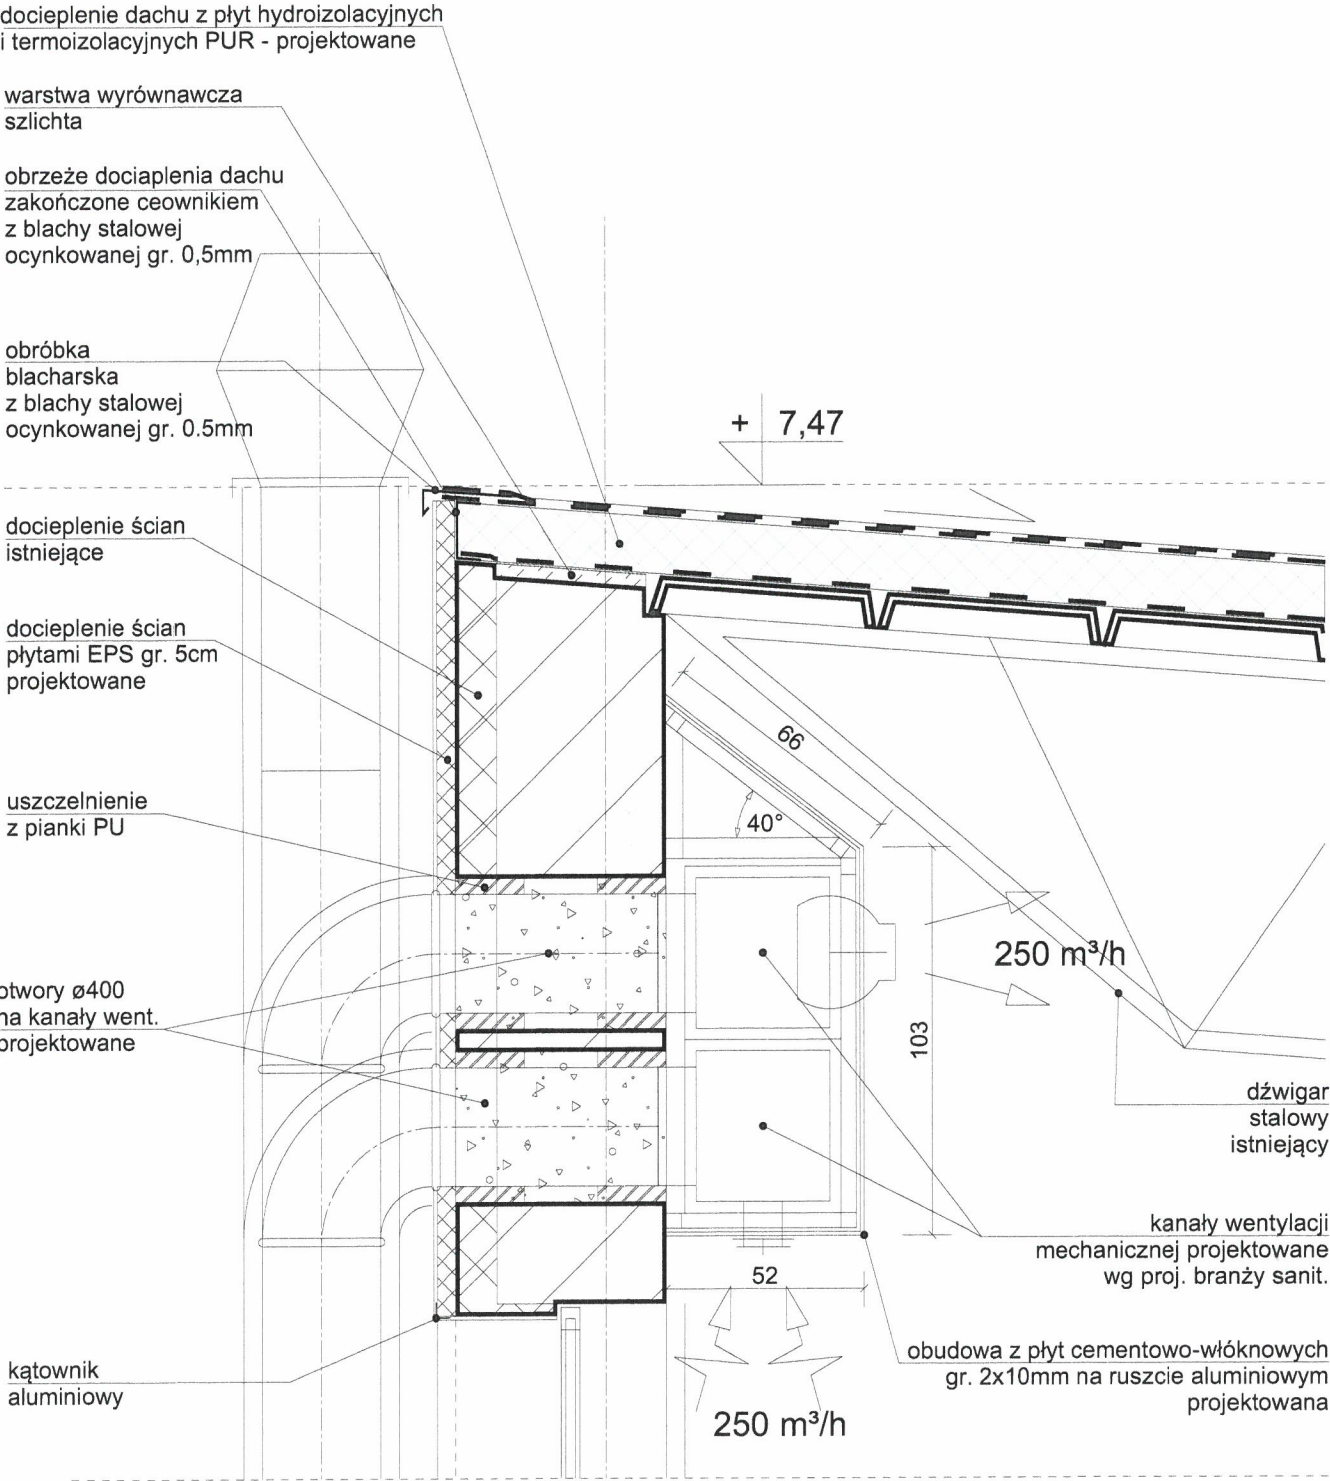 docieplenie dachu z płyt hydroizolacyjnych
i termoizolacyjnych PUR - projektowane
warstwa wyrównawcza
szlichta
obrzeże dociaplenia dachu
zakończone ceownikiem
z blachy stalowej
ocynkowanej gr. 0,5mm
obróbka
blacharska
z blachy stalowej
ocynkowanej gr. 0.5mm
+ 7,47
docieplenie ścian
istniejące
docieplenie ścian
płytami EPS gr. 5cm
projektowane
66
uszczelnienie
z pianki PU
40°
250 m³/h
otwory ø400
na kanały went.
projektowane
103
dźwigar
stalowy
istniejący
kanały wentylacji
mechanicznej projektowane
wg proj. branży sanit.
52
obudowa z płyt cementowo-włóknowych
gr. 2x10mm na ruszcie aluminiowym
projektowana
kątownik
aluminiowy
250 m³/h